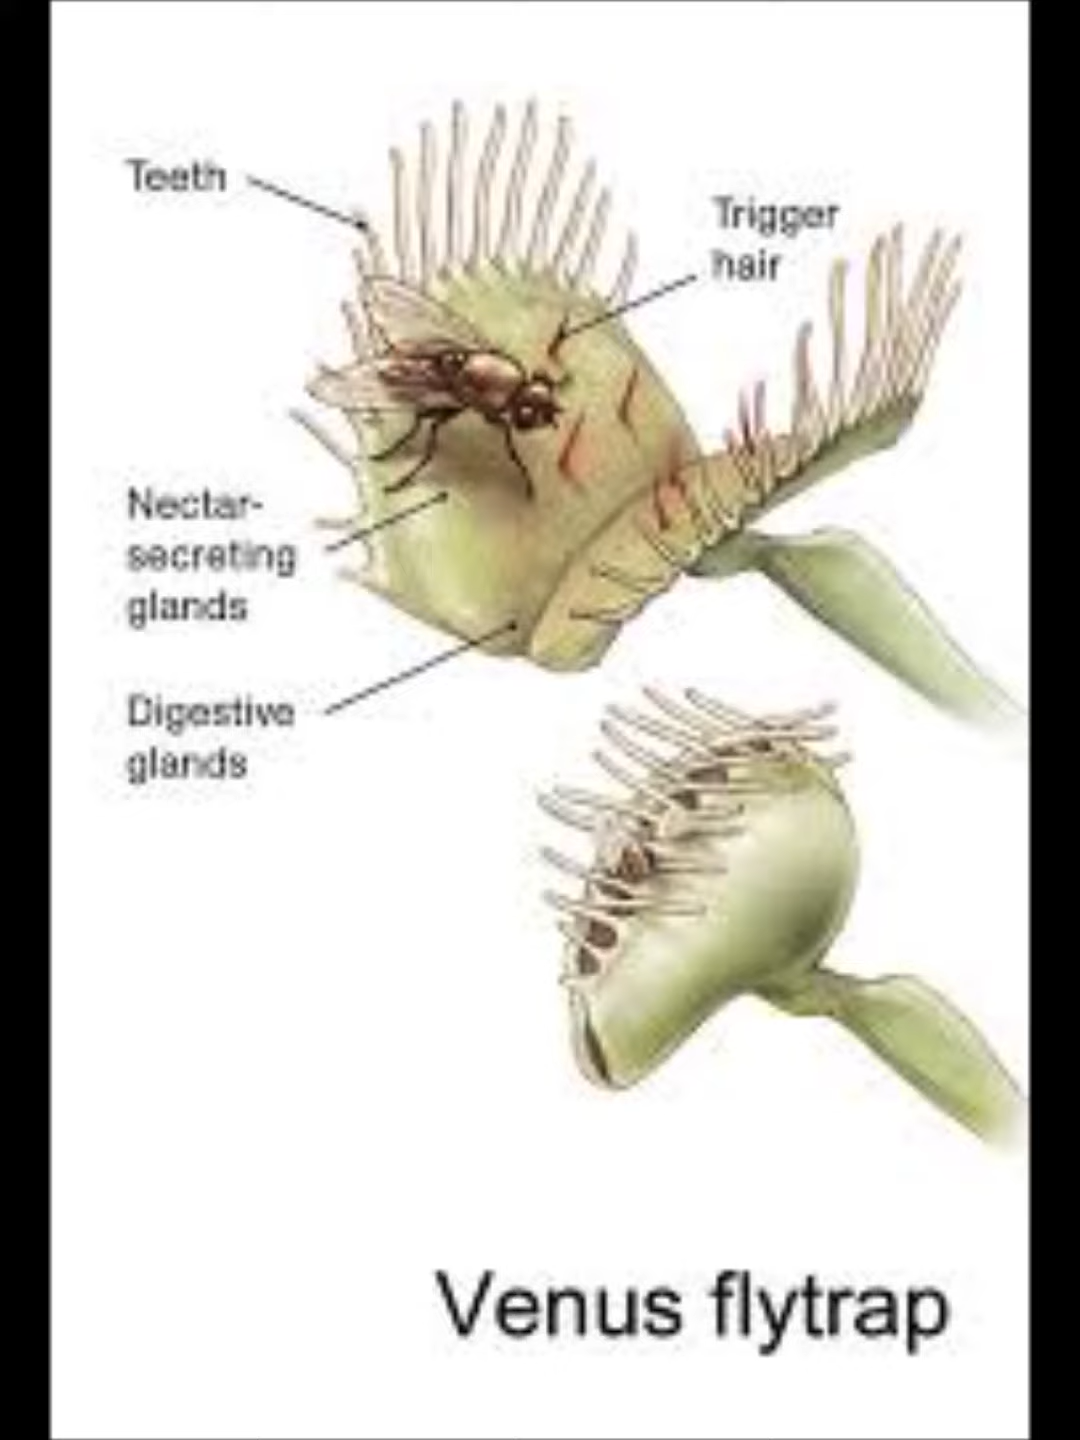 Teeth
Trigger
hair
Nectar-
secreting
glands
Digestive
glands
Venus flytrap